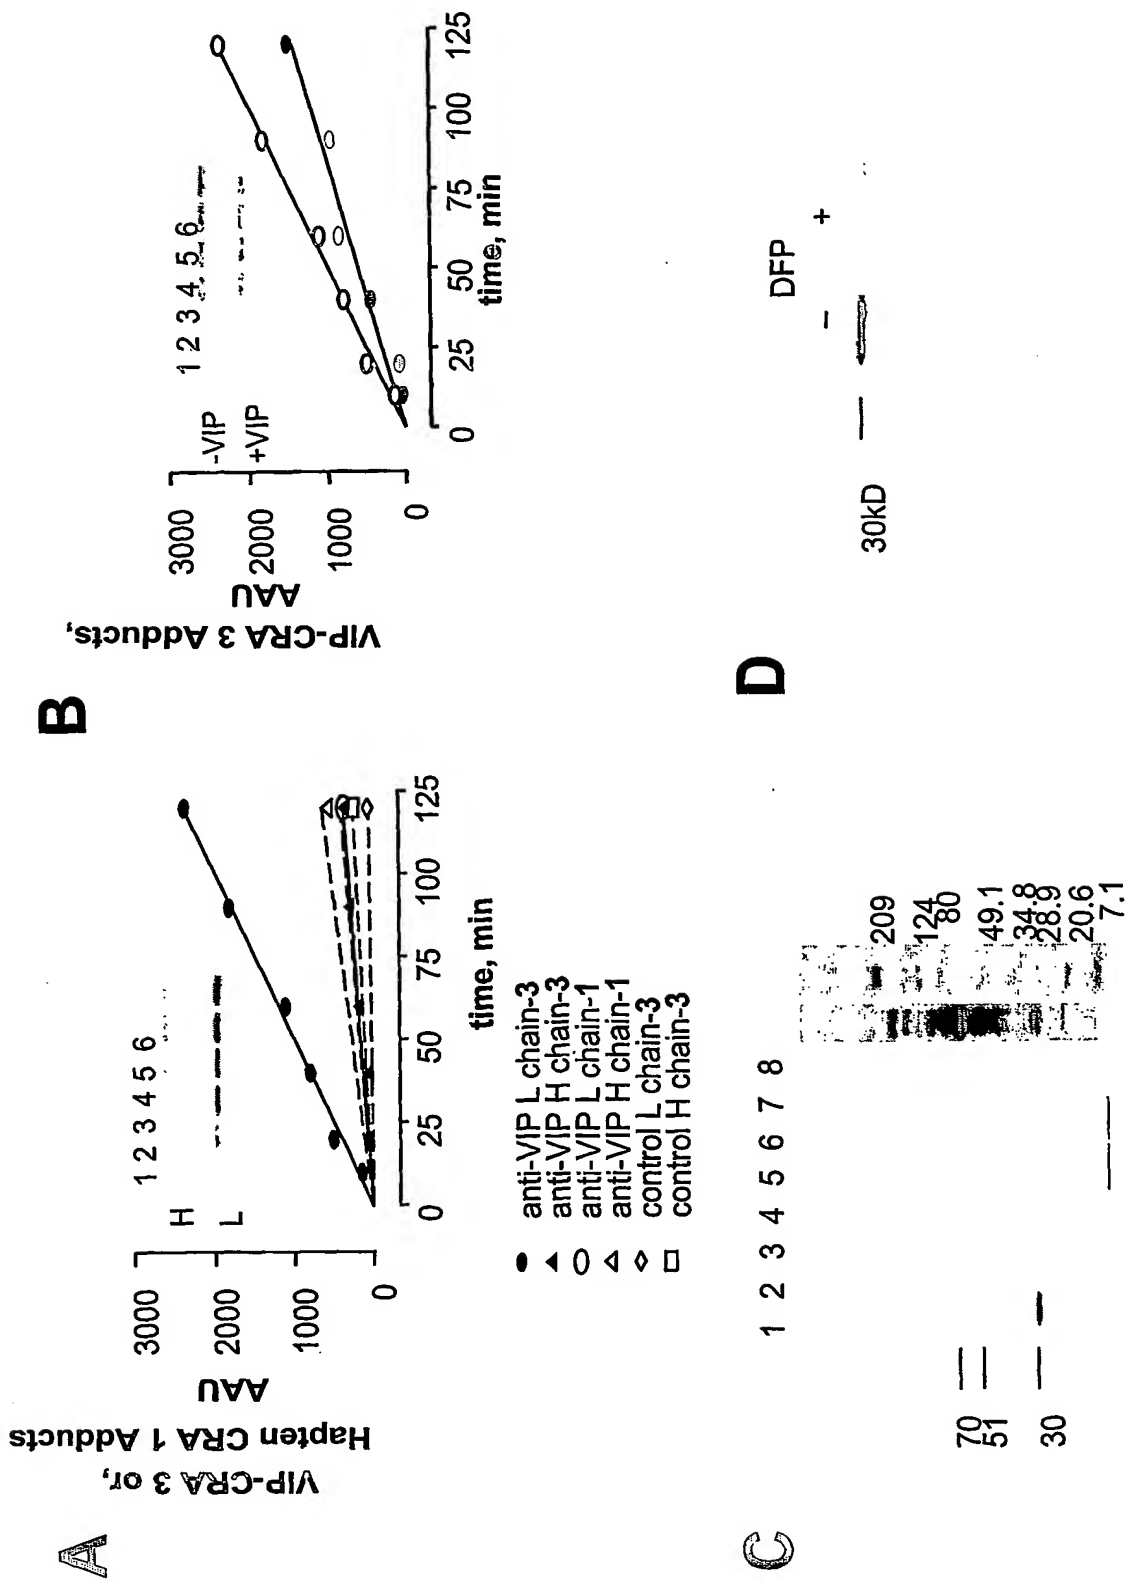 A
VIP-CRA 3 or,
Hapten CRA 1 Adducts
AAU
3000
2000
1000
0
H
L
1 2 3 4 5 6
0 25 50 75 100 125
time, min
anti-VIP L chain-3
anti-VIP H chain-3
anti-VIP L chain-1
anti-VIP H chain-1
control L chain-3
control H chain-3
B
VIP-CRA 3 Adducts,
AAU
3000
2000
1000
0
-VIP
+VIP
1 2 3 4 5 6
0 25 50 75 100 125
time, min
C
1 2 3 4 5 6 7 8
70
51
30
209
124
80
49.1
34.8
28.9
20.6
7.1
D
DFP
- +
30kD